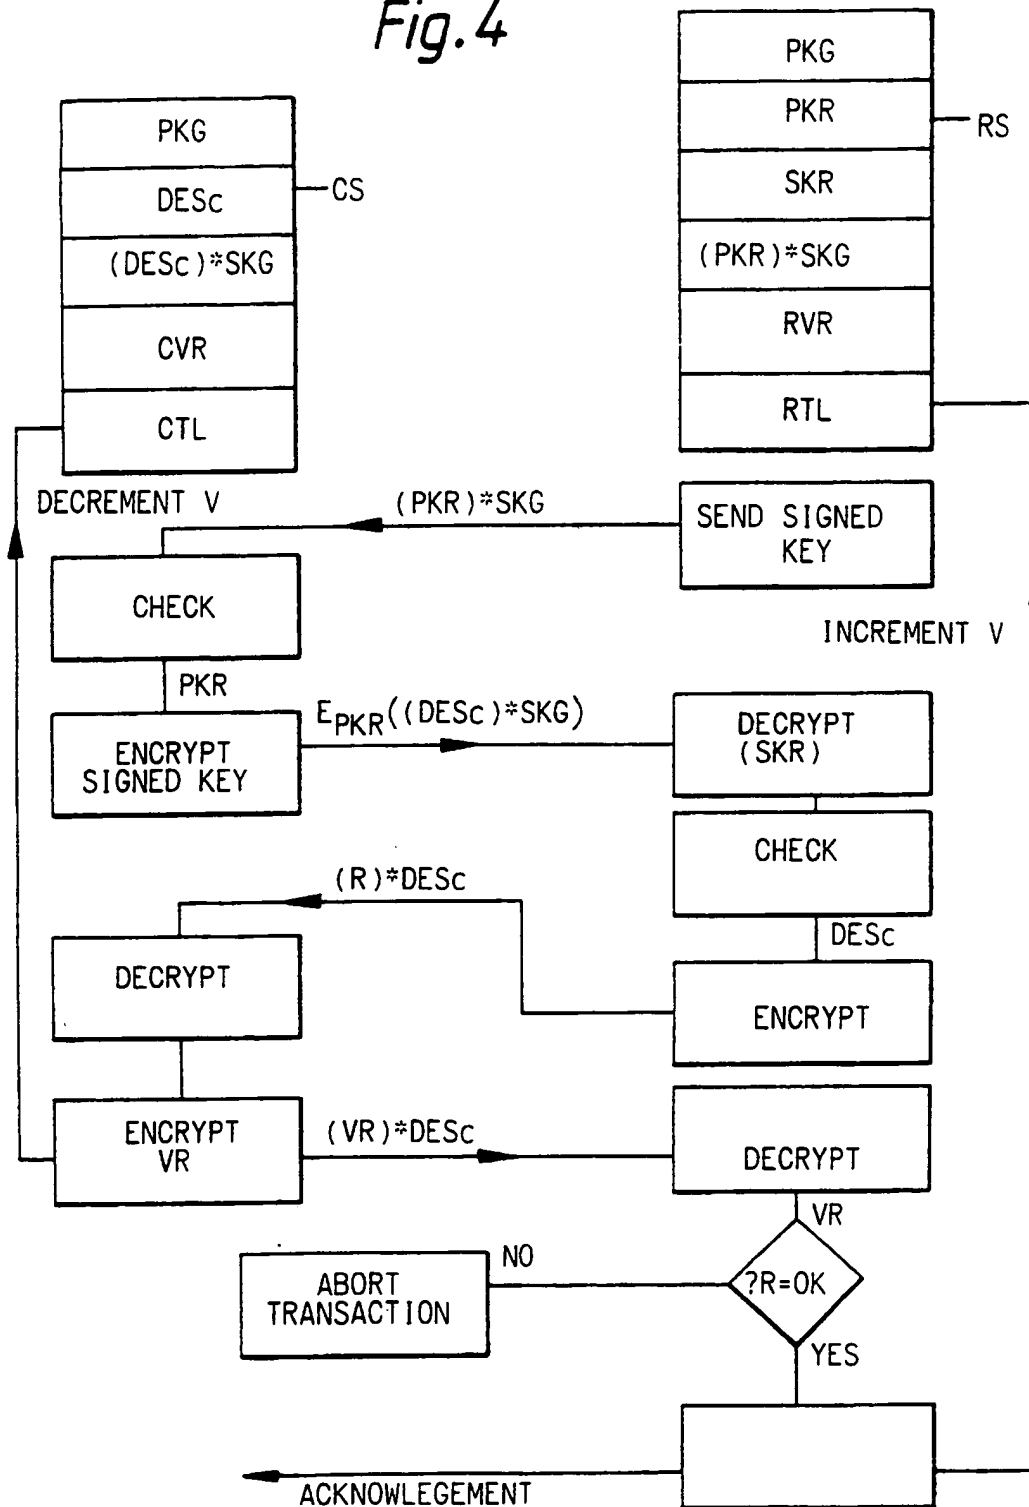 Fig. 4
PKG
DESc
CS
(DESc)*SKG
CVR
CTL
PKG
PKR
RS
SKR
(PKR)*SKG
RVR
RTL
DECREMENT V
(PKR)*SKG
SEND SIGNED
KEY
CHECK
INCREMENT V
PKR
ENCRYPT
SIGNED KEY
EPKR((DESc)*SKG)
DECRYPT
(SKR)
CHECK
(R)*DESc
DESc
DECRYPT
ENCRYPT
ENCRYPT
VR
(VR)*DESc
DECRYPT
VR
NO
ABORT
TRANSACTION
?R=OK
YES
ACKNOWLEGEMENT